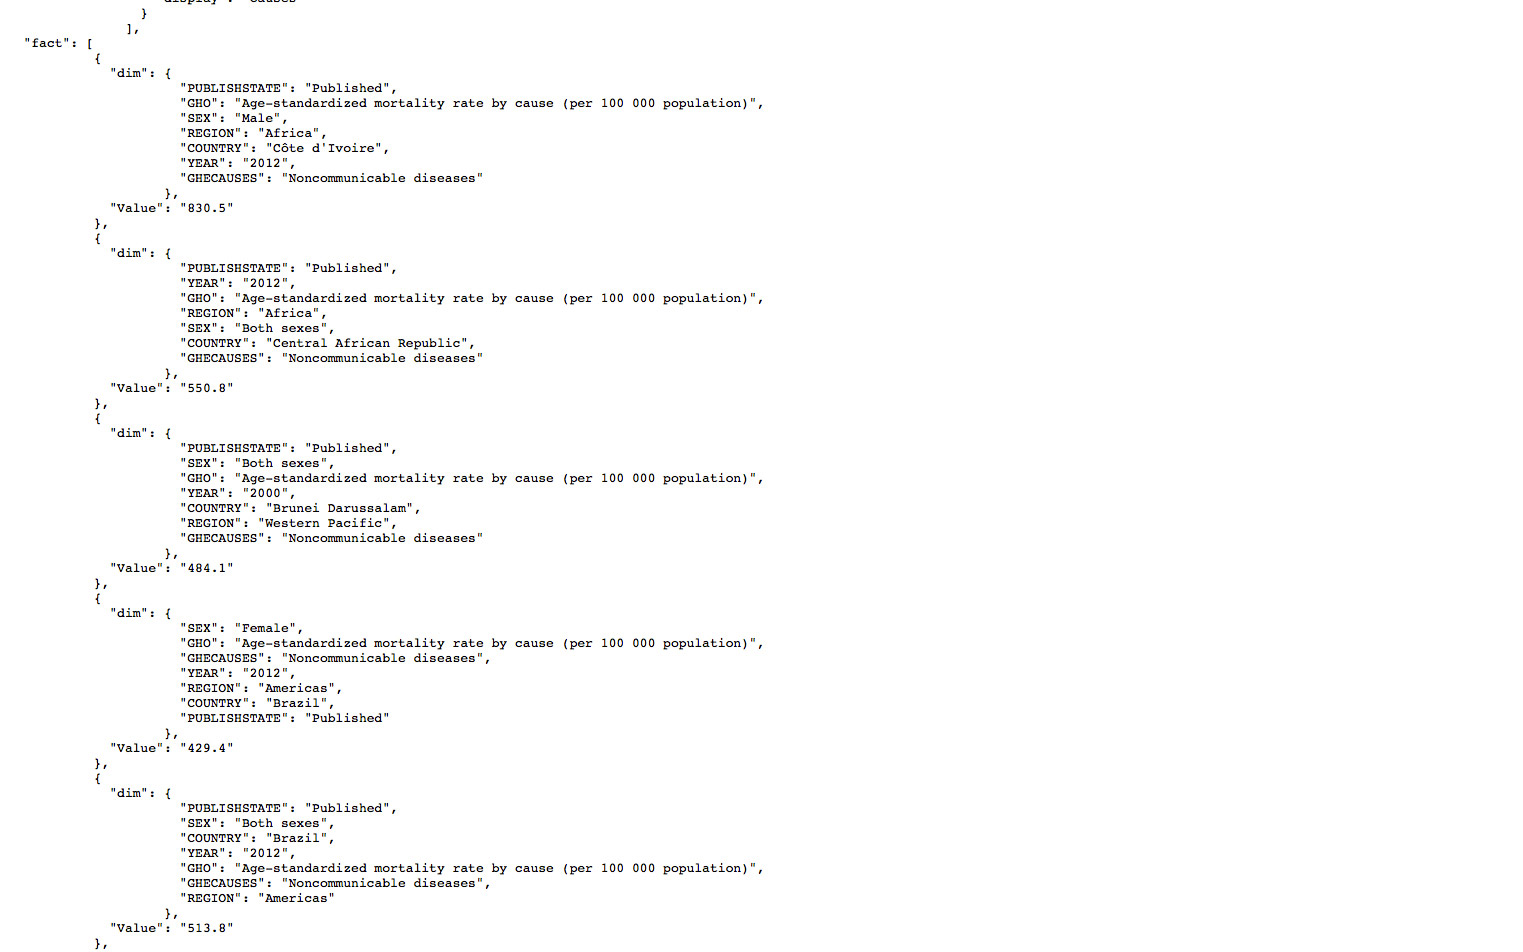 }
],
"fact": [
{
"dim": {
"PUBLISHSTATE": "Published",
"GHO": "Age-standardized mortality rate by cause (per 100 000 population)",
"SEX": "Male",
"REGION": "Africa",
"COUNTRY": "Côte d'Ivoire",
"YEAR": "2012",
"GHECAUSES": "Noncommunicable diseases"
},
"Value": "830.5"
},
{
"dim": {
"PUBLISHSTATE": "Published",
"YEAR": "2012",
"GHO": "Age-standardized mortality rate by cause (per 100 000 population)",
"REGION": "Africa",
"SEX": "Both sexes",
"COUNTRY": "Central African Republic",
"GHECAUSES": "Noncommunicable diseases"
},
"Value": "550.8"
},
{
"dim": {
"PUBLISHSTATE": "Published",
"SEX": "Both sexes",
"GHO": "Age-standardized mortality rate by cause (per 100 000 population)",
"YEAR": "2000",
"COUNTRY": "Brunei Darussalam",
"REGION": "Western Pacific",
"GHECAUSES": "Noncommunicable diseases"
},
"Value": "484.1"
},
{
"dim": {
"SEX": "Female",
"GHO": "Age-standardized mortality rate by cause (per 100 000 population)",
"GHECAUSES": "Noncommunicable diseases",
"YEAR": "2012",
"REGION": "Americas",
"COUNTRY": "Brazil",
"PUBLISHSTATE": "Published"
},
"Value": "429.4"
},
{
"dim": {
"PUBLISHSTATE": "Published",
"SEX": "Both sexes",
"COUNTRY": "Brazil",
"YEAR": "2012",
"GHO": "Age-standardized mortality rate by cause (per 100 000 population)",
"GHECAUSES": "Noncommunicable diseases",
"REGION": "Americas"
},
"Value": "513.8"
},